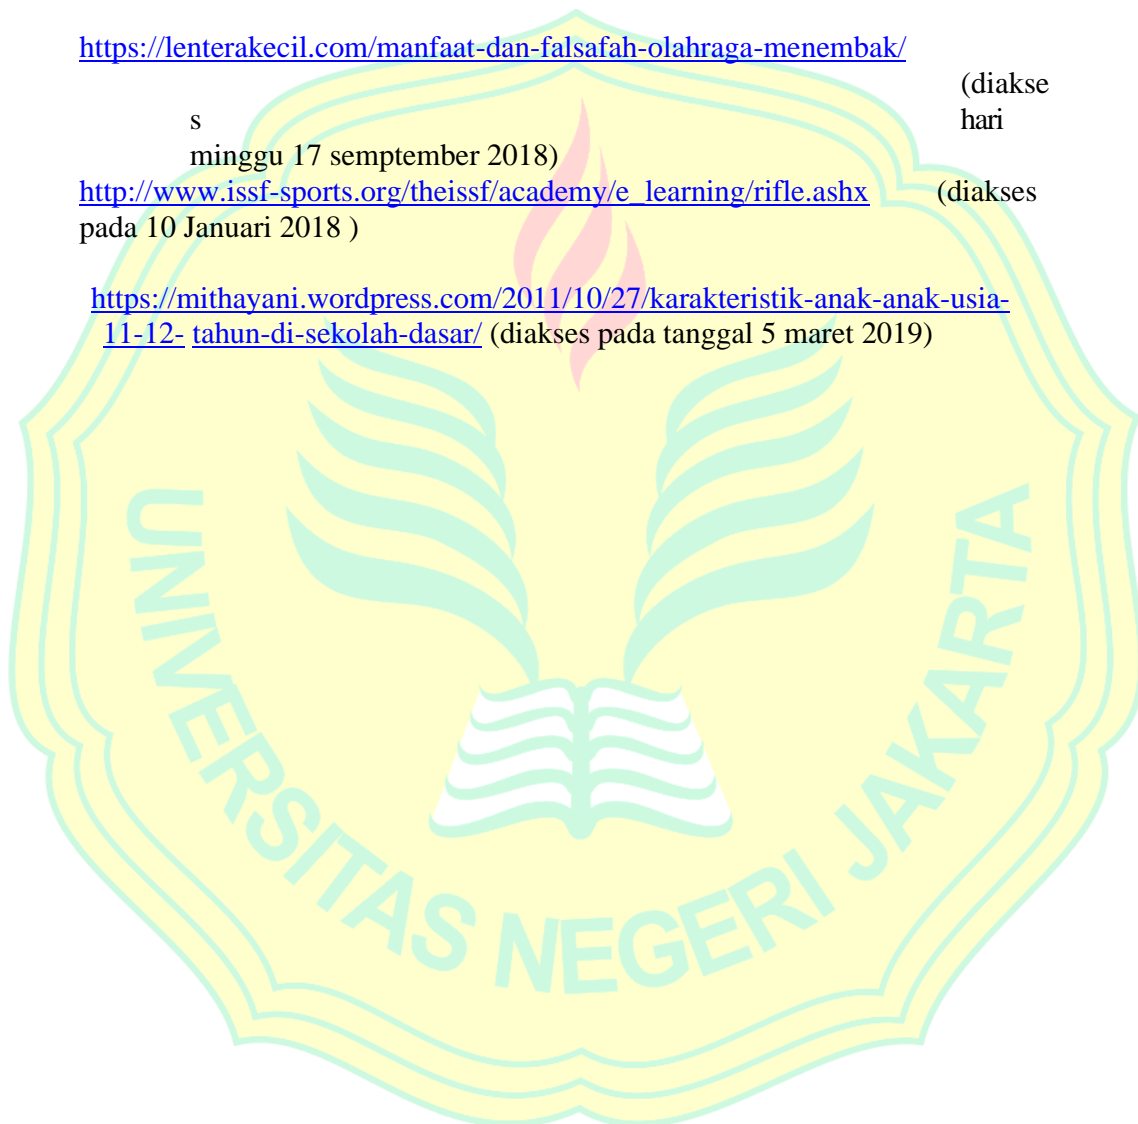 https://lenterakecil.com/manfaat-dan-falsafah-olahraga-menembak/
(diakse
s hari
minggu 17 semptember 2018)
http://www.issf-sports.org/theissf/academy/e_learning/rifle.ashx (diakses
pada 10 Januari 2018 )
https://mithayani.wordpress.com/2011/10/27/karakteristik-anak-anak-usia-
11-12- tahun-di-sekolah-dasar/ (diakses pada tanggal 5 maret 2019)
UNIVERSITAS NEGERI JAKARTA